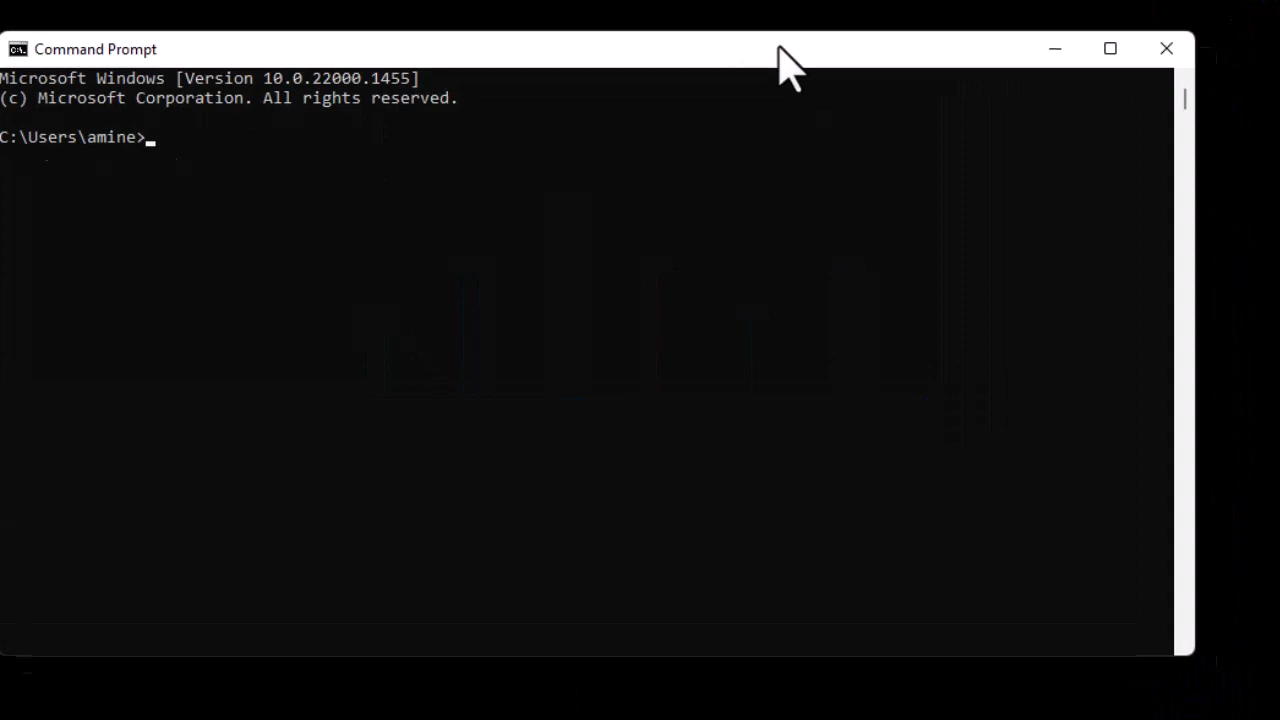 Command Prompt
Microsoft Windows [Version 10.0.22000.1455]
(c) Microsoft Corporation. All rights reserved.
C:\Users\amine>